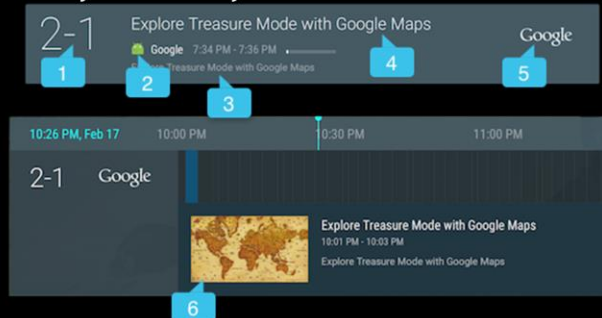 2-1
Explore Treasure Mode with Google Maps
Google 7:34 PM - 7:36 PM
Explore Treasure Mode with Google Maps
Google
1
2
3
4
5
10:26 PM, Feb 17 10:00 PM 10:30 PM 11:00 PM
2-1 Google
Explore Treasure Mode with Google Maps
10:01 PM - 10:03 PM
Explore Treasure Mode with Google Maps
6